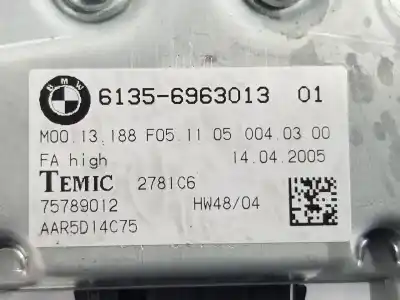 BMW
6135-6963013 01
M00.13.188 F05.11 05 004.03 00
FA high 14.04.2005
TEMIC 2781C6
75789012 HW48/04
AAR5D14C75